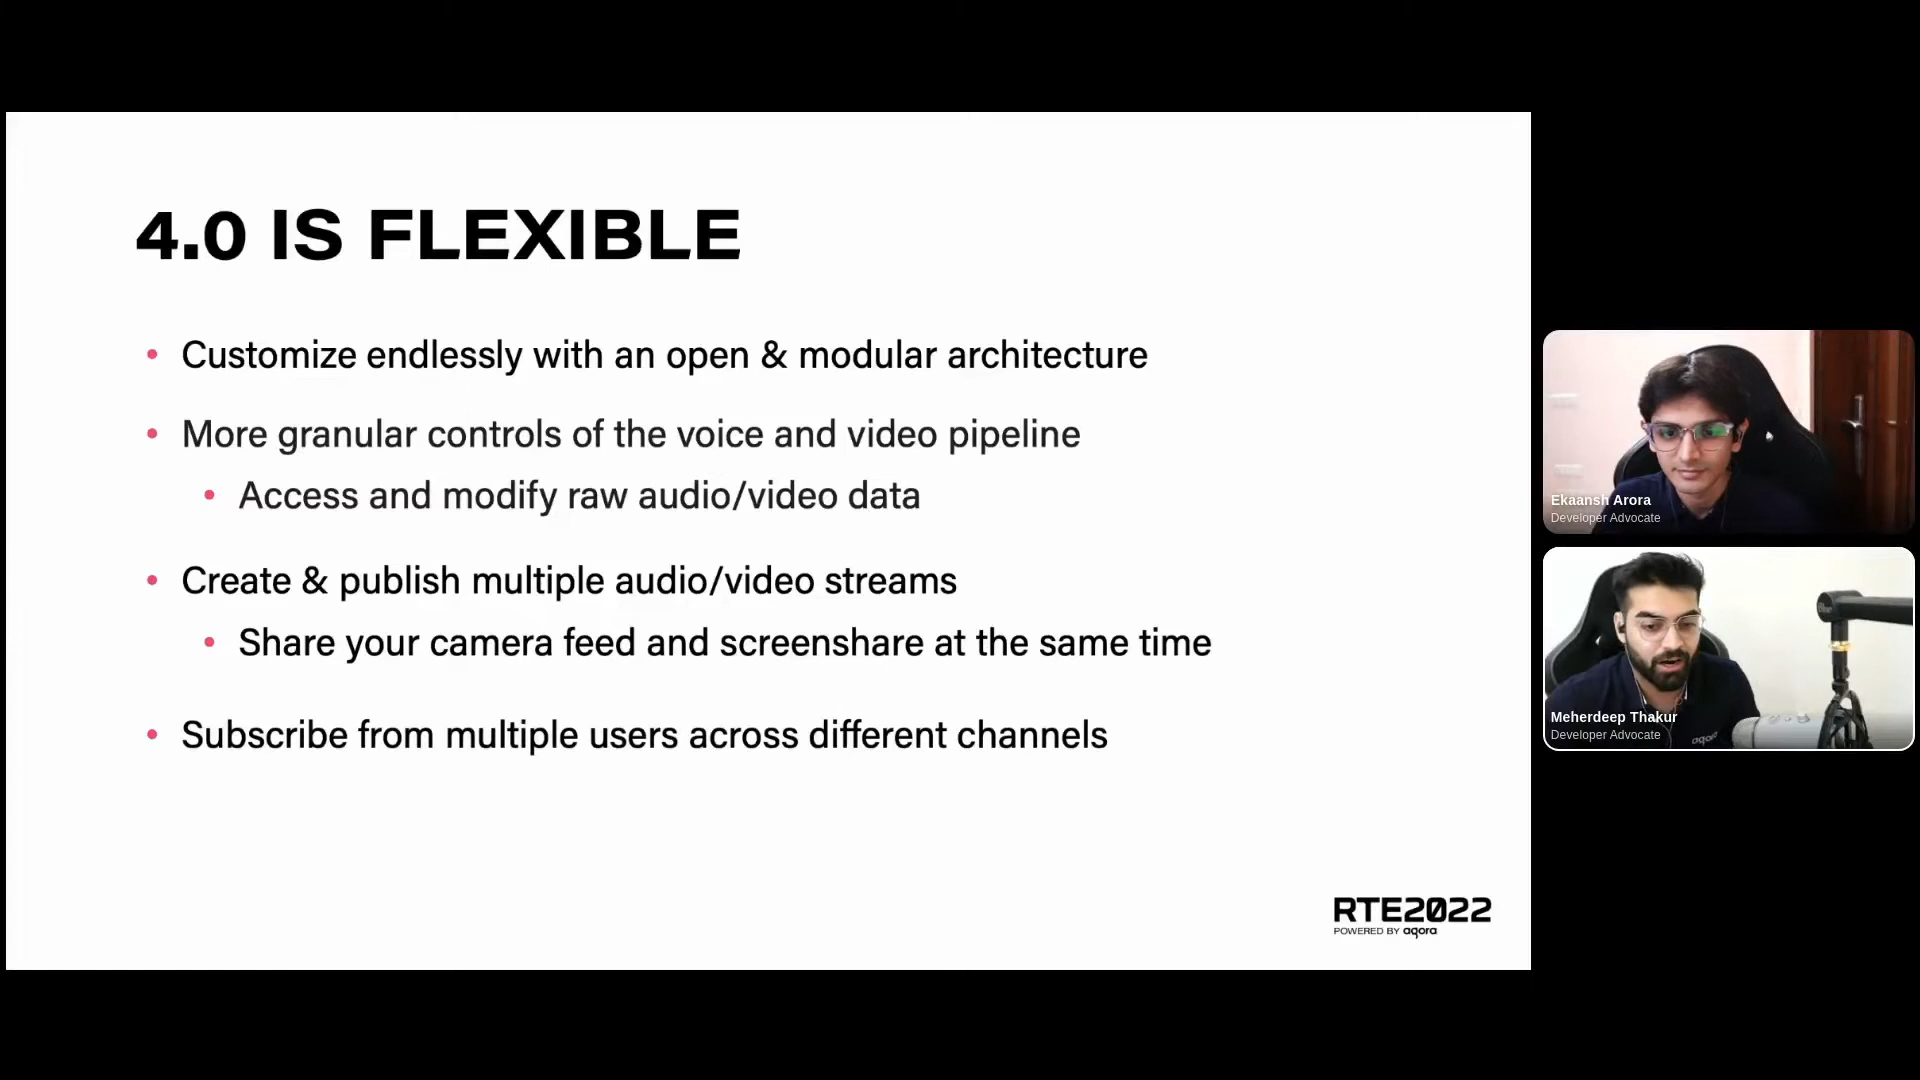 4.0 IS FLEXIBLE
• Customize endlessly with an open & modular architecture
• More granular controls of the voice and video pipeline
• Access and modify raw audio/video data
• Create & publish multiple audio/video streams
• Share your camera feed and screenshare at the same time
• Subscribe from multiple users across different channels
RTE2022
POWERED BY agora
Ekaansh Arora
Developer Advocate
Meherdeep Thakur
Developer Advocate
agora